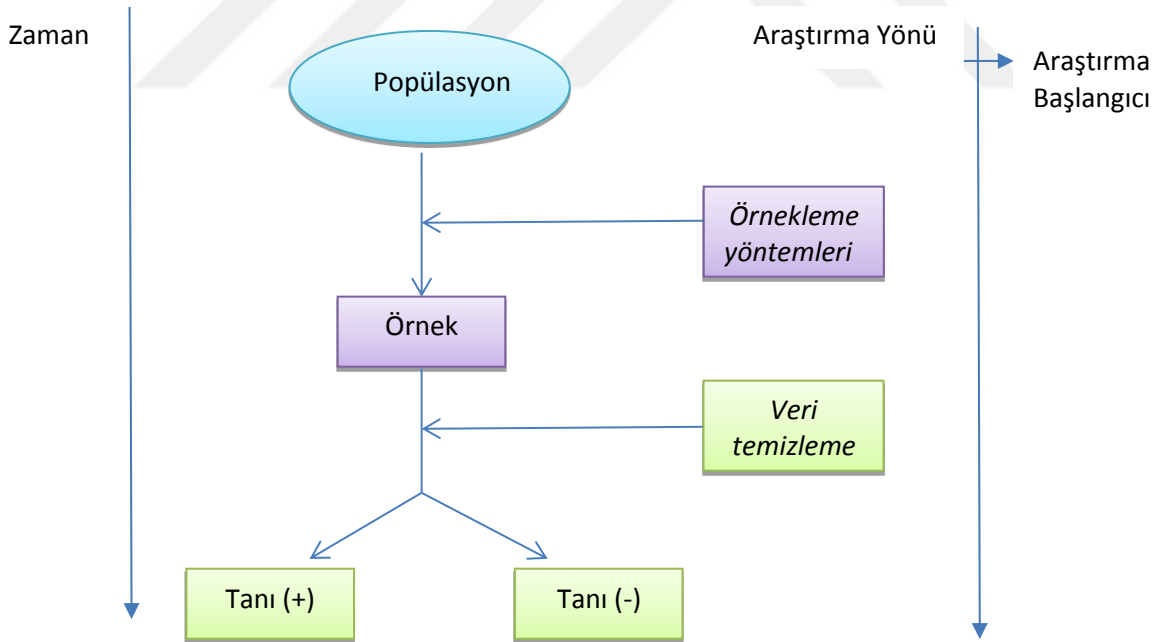 Zaman
Araştırma Yönü
Araştırma
Başlangıcı
Popülasyon
Örnekleme
yöntemleri
Örnek
Veri
temizleme
Tanı (+)
Tanı (-)